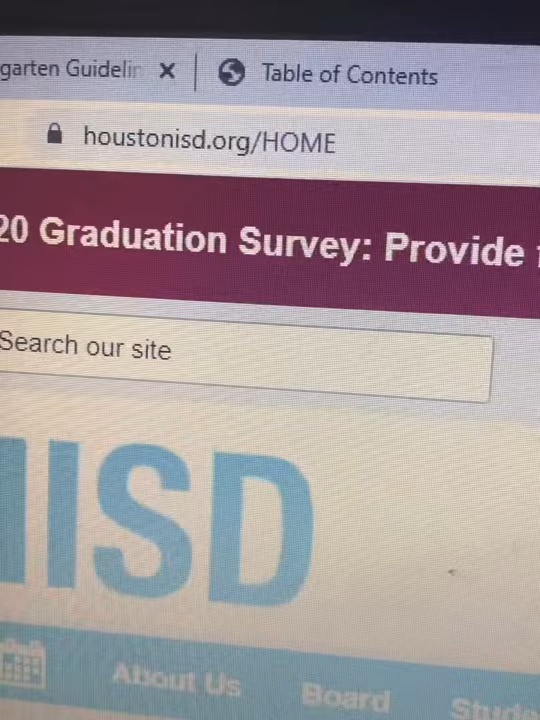 garten Guidelin
Table of Contents
houstonisd.org/HOME
20 Graduation Survey: Provide
Search our site
ISD
About Us
Board
Stude